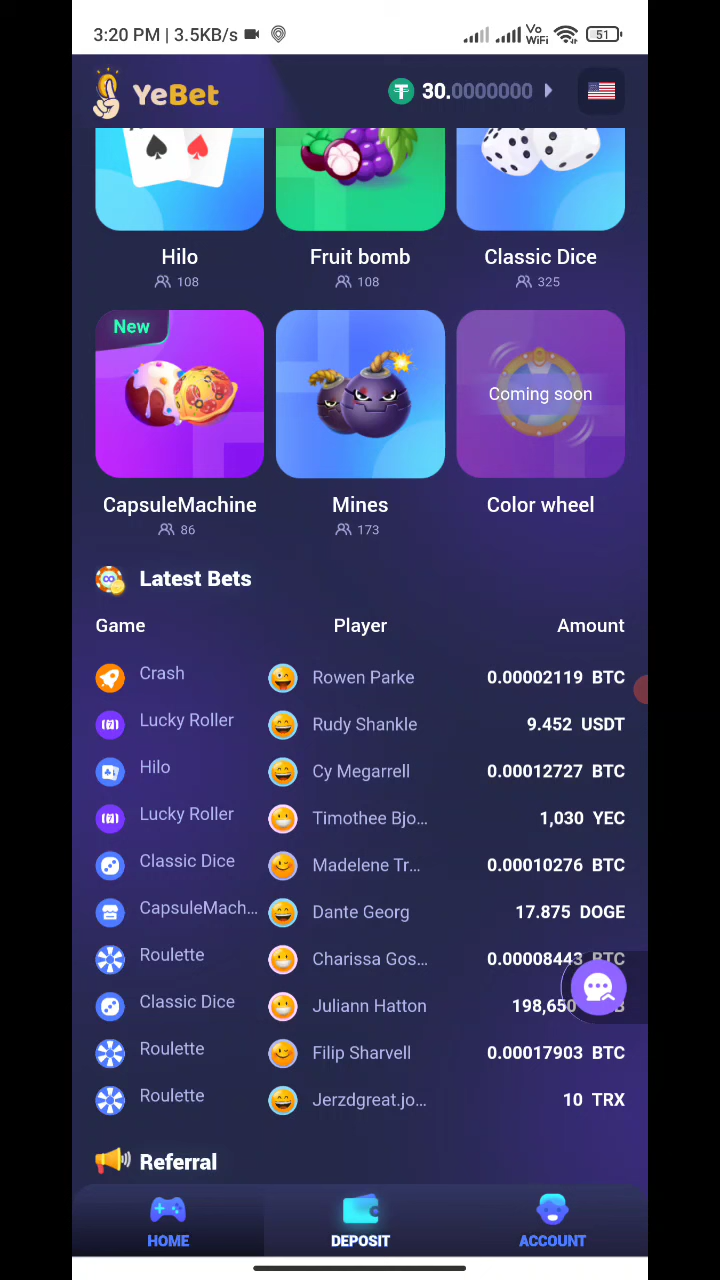 3:20 PM | 3.5KB/s
Vo WiFi 51
YeBet 30.0000000
Hilo Fruit bomb Classic Dice
108 108 325
New
Coming soon
CapsuleMachine Mines Color wheel
86 173
Latest Bets
Game Player Amount
Crash Rowen Parke 0.00002119 BTC
Lucky Roller Rudy Shankle 9.452 USDT
Hilo Cy Megarrell 0.00012727 BTC
Lucky Roller Timothee Bjo... 1,030 YEC
Classic Dice Madelene Tr... 0.00010276 BTC
CapsuleMach... Dante Georg 17.875 DOGE
Roulette Charissa Gos... 0.00008443 BTC
Classic Dice Juliann Hatton 198,650
Roulette Filip Sharvell 0.00017903 BTC
Roulette Jerzdgreat.jo... 10 TRX
Referral
HOME DEPOSIT ACCOUNT